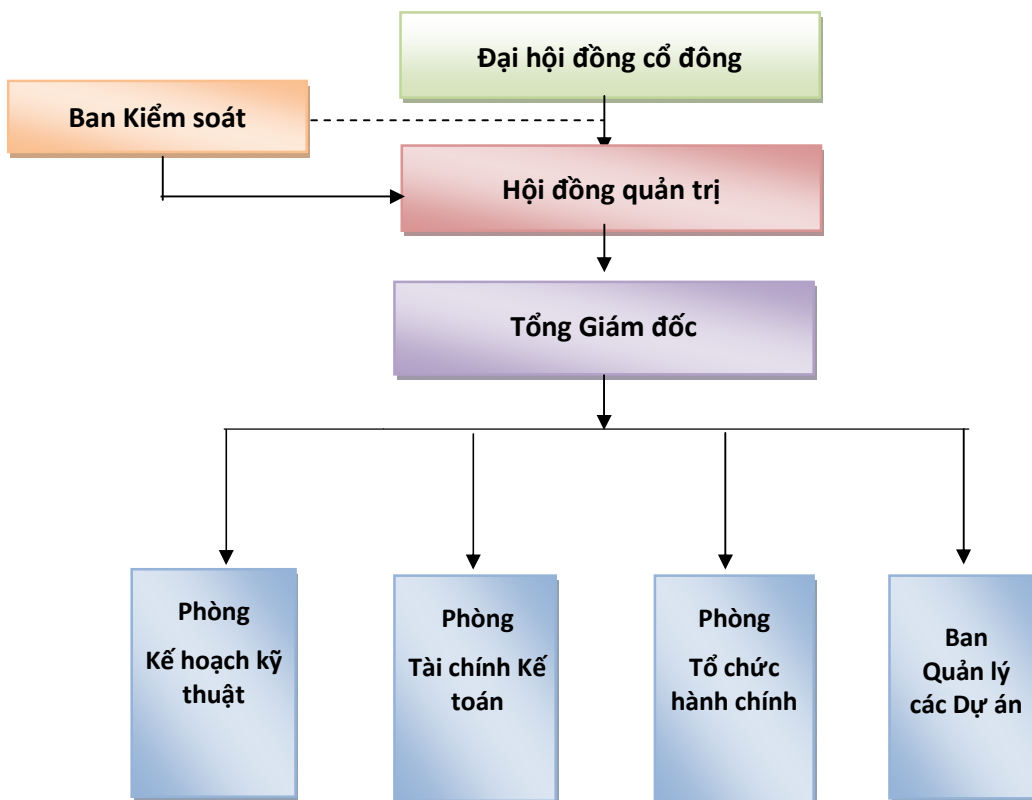 Đại hội đồng cổ đông
Ban Kiểm soát
Hội đồng quản trị
Tổng Giám đốc
Phòng
Kế hoạch kỹ
thuật
Phòng
Tài chính Kế
toán
Phòng
Tổ chức
hành chính
Ban
Quản lý
các Dự án